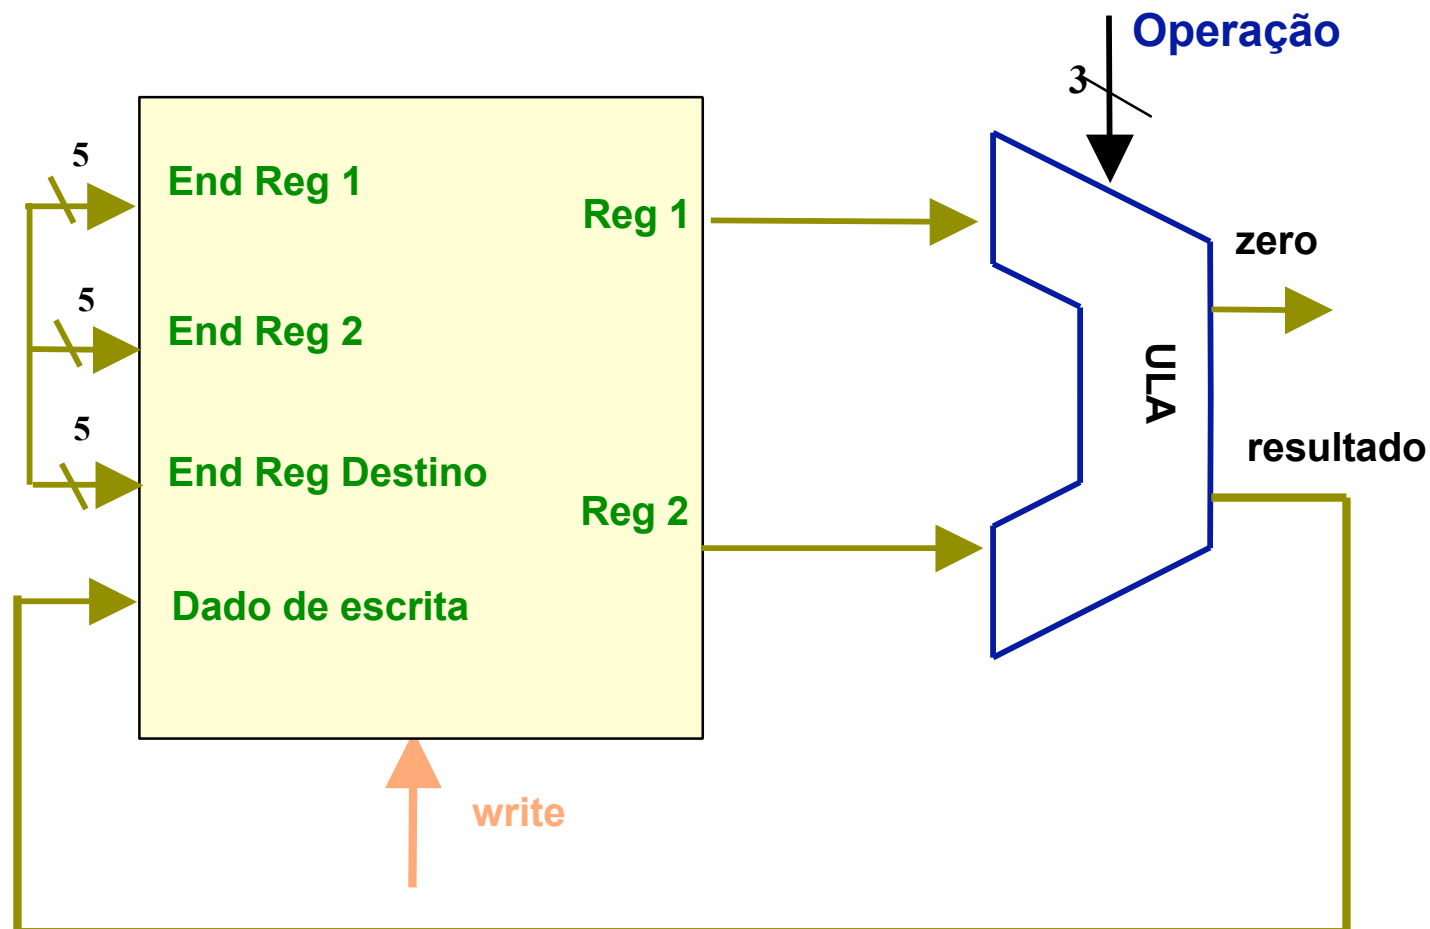 Operação
3
5
End Reg 1
Reg 1
zero
5
End Reg 2
ULA
5
resultado
End Reg Destino
Reg 2
Dado de escrita
write